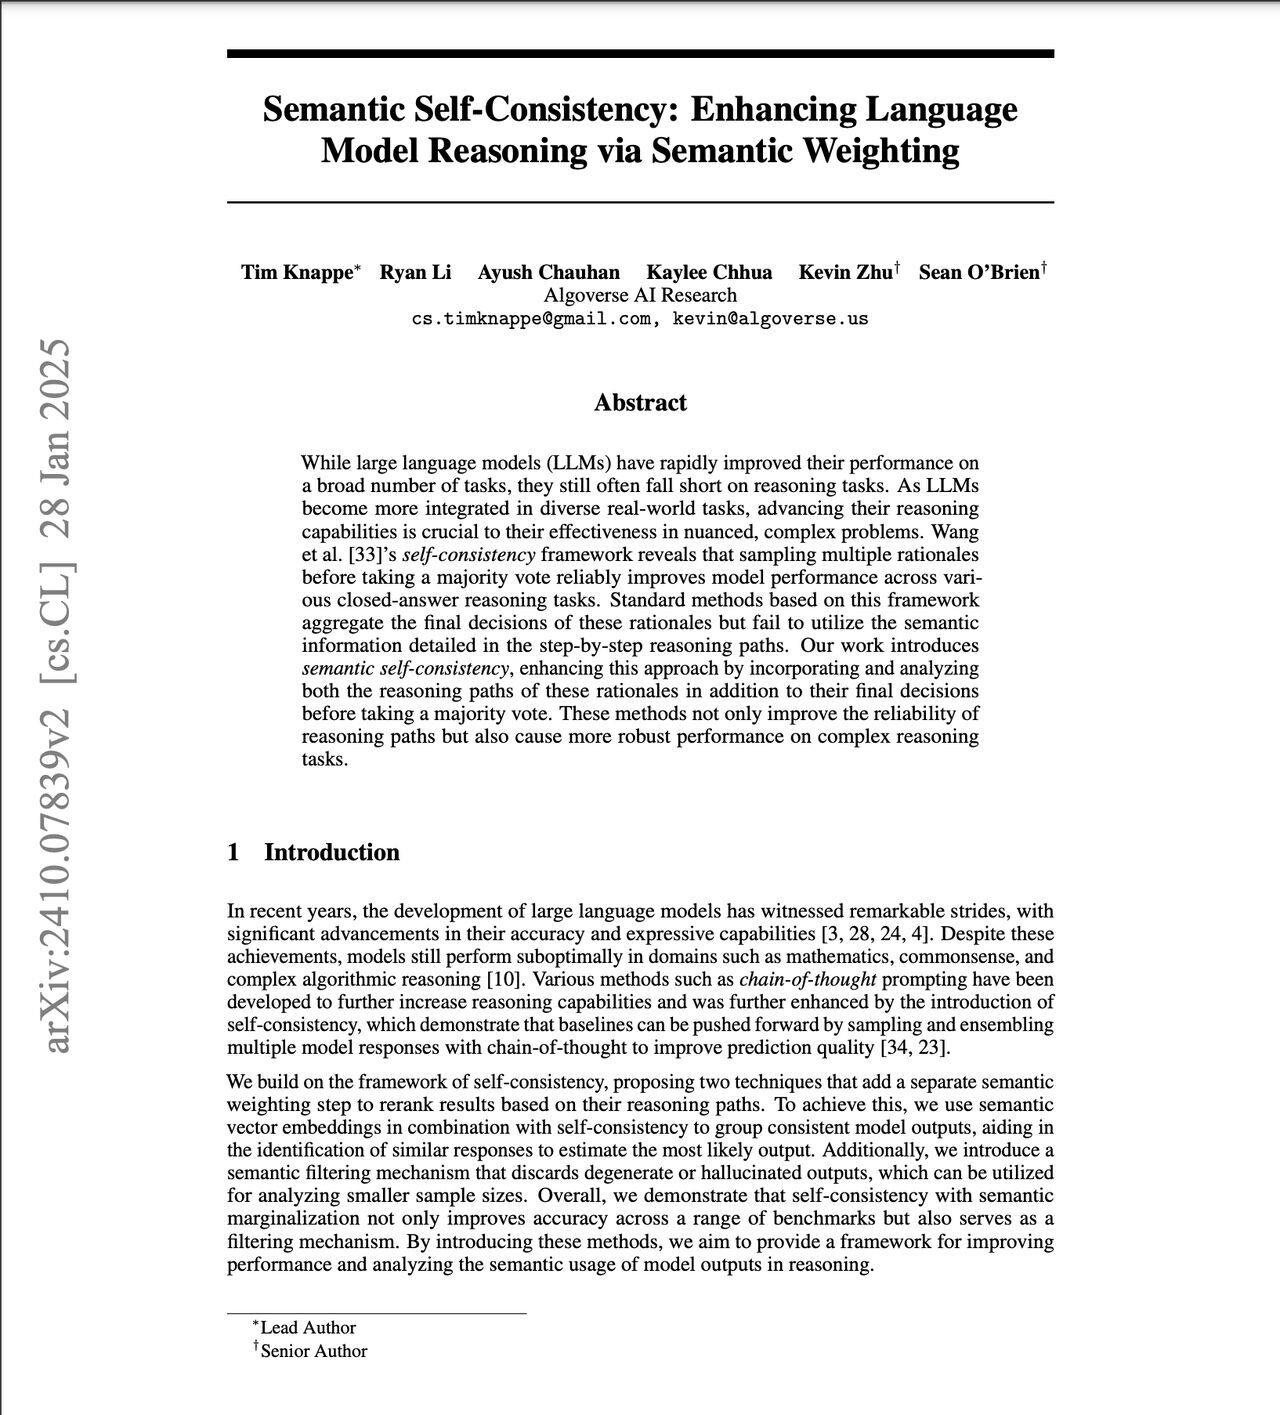 Semantic Self-Consistency: Enhancing Language
Model Reasoning via Semantic Weighting
Tim Knappe* Ryan Li Ayush Chauhan Kaylee Chhua Kevin Zhu† Sean O'Brien†
Algoverse AI Research
cs.timknappe@gmail.com, kevin@algoverse.us
Abstract
While large language models (LLMs) have rapidly improved their performance on
a broad number of tasks, they still often fall short on reasoning tasks. As LLMs
become more integrated in diverse real-world tasks, advancing their reasoning
capabilities is crucial to their effectiveness in nuanced, complex problems. Wang
et al. [33]'s self-consistency framework reveals that sampling multiple rationales
before taking a majority vote reliably improves model performance across vari-
ous closed-answer reasoning tasks. Standard methods based on this framework
aggregate the final decisions of these rationales but fail to utilize the semantic
information detailed in the step-by-step reasoning paths. Our work introduces
semantic self-consistency, enhancing this approach by incorporating and analyzing
both the reasoning paths of these rationales in addition to their final decisions
before taking a majority vote. These methods not only improve the reliability of
reasoning paths but also cause more robust performance on complex reasoning
tasks.
1 Introduction
In recent years, the development of large language models has witnessed remarkable strides, with
significant advancements in their accuracy and expressive capabilities [3, 28, 24, 4]. Despite these
achievements, models still perform suboptimally in domains such as mathematics, commonsense, and
complex algorithmic reasoning [10]. Various methods such as chain-of-thought prompting have been
developed to further increase reasoning capabilities and was further enhanced by the introduction of
self-consistency, which demonstrate that baselines can be pushed forward by sampling and ensembling
multiple model responses with chain-of-thought to improve prediction quality [34, 23].
We build on the framework of self-consistency, proposing two techniques that add a separate semantic
weighting step to rerank results based on their reasoning paths. To achieve this, we use semantic
vector embeddings in combination with self-consistency to group consistent model outputs, aiding in
the identification of similar responses to estimate the most likely output. Additionally, we introduce a
semantic filtering mechanism that discards degenerate or hallucinated outputs, which can be utilized
for analyzing smaller sample sizes. Overall, we demonstrate that self-consistency with semantic
marginalization not only improves accuracy across a range of benchmarks but also serves as a
filtering mechanism. By introducing these methods, we aim to provide a framework for improving
performance and analyzing the semantic usage of model outputs in reasoning.
*Lead Author
†Senior Author
arXiv:2410.07839v2 [cs.CL] 28 Jan 2025